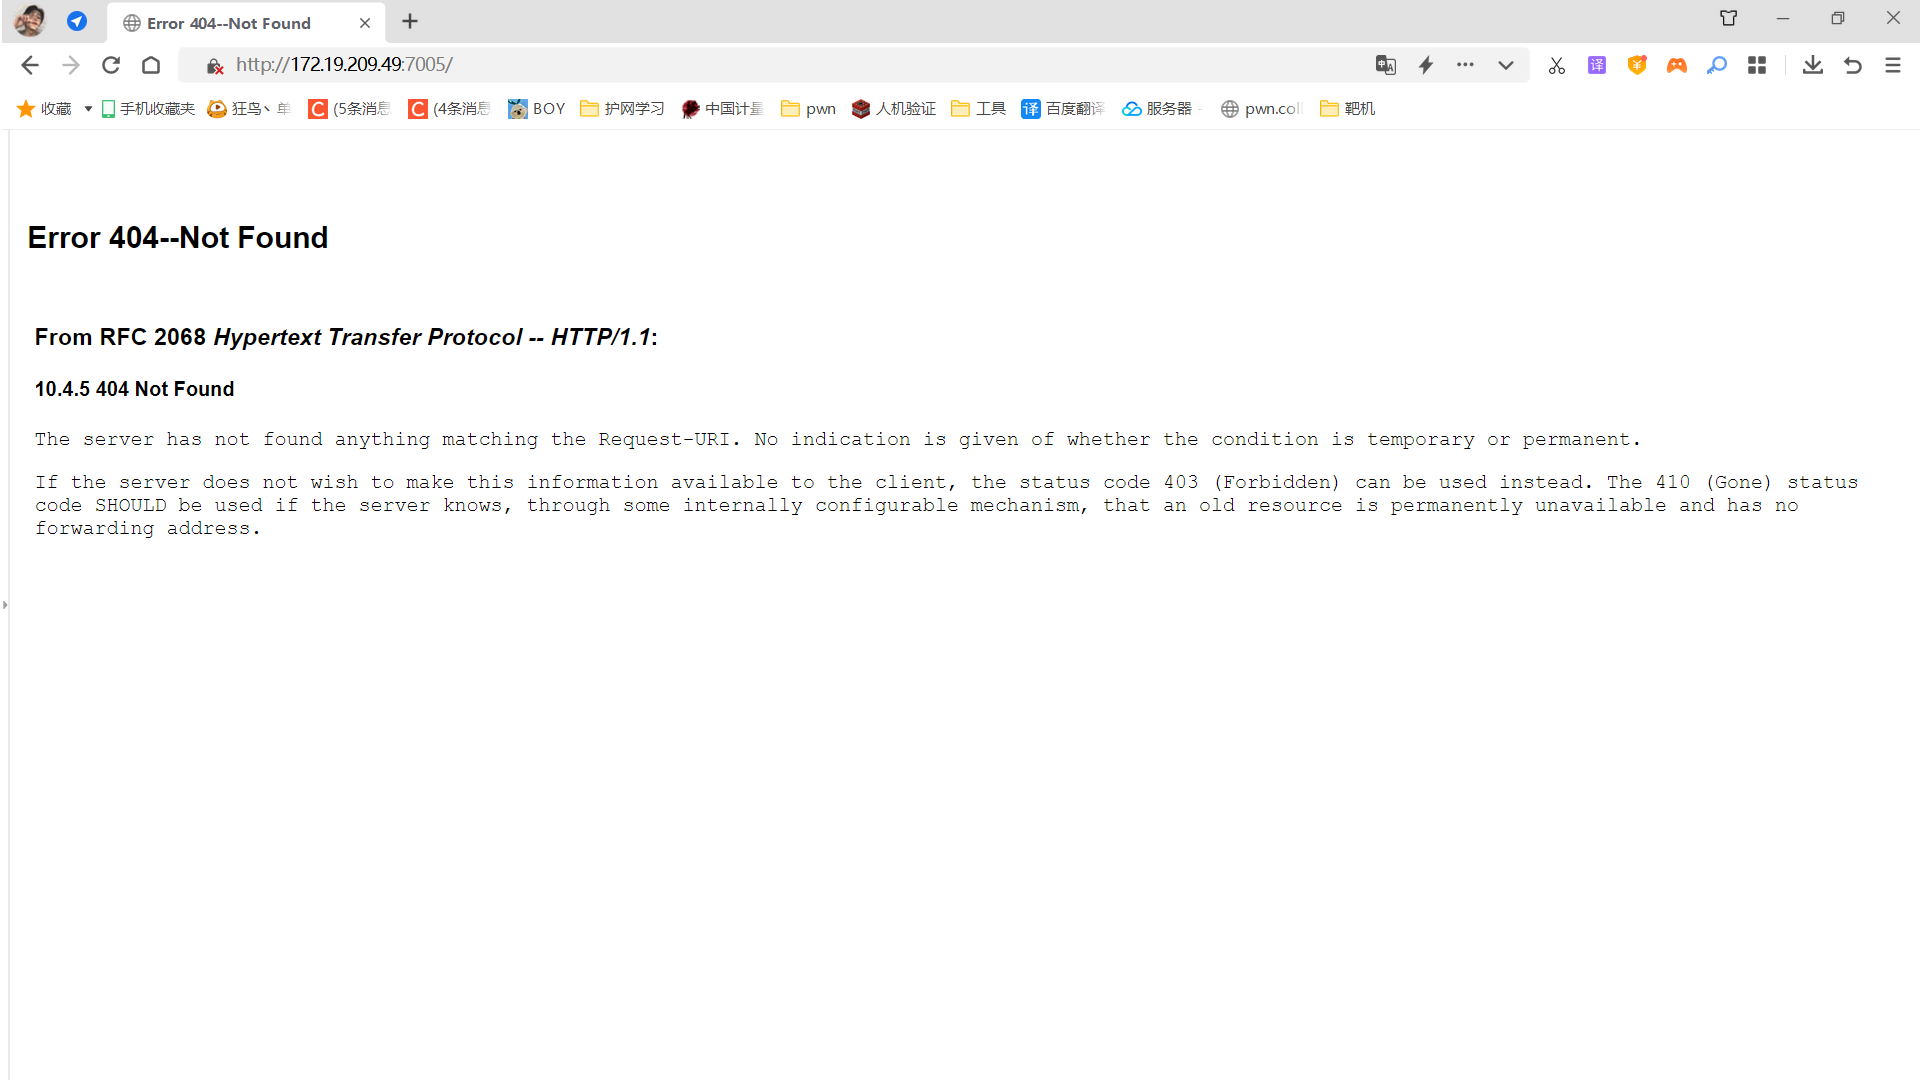 Error 404--Not Found
http://172.19.209.49:7005/
译
收藏
手机收藏夹
狂鸟丶 单
C (5条消息
C (4条消息
BOY
护网学习
中国计量
pwn
人机验证
工具
译 百度翻译
服务器 -
pwn.coll
靶机
Error 404--Not Found
From RFC 2068 Hypertext Transfer Protocol -- HTTP/1.1:
10.4.5 404 Not Found
The server has not found anything matching the Request-URI. No indication is given of whether the condition is temporary or permanent.
If the server does not wish to make this information available to the client, the status code 403 (Forbidden) can be used instead. The 410 (Gone) status
code SHOULD be used if the server knows, through some internally configurable mechanism, that an old resource is permanently unavailable and has no
forwarding address.